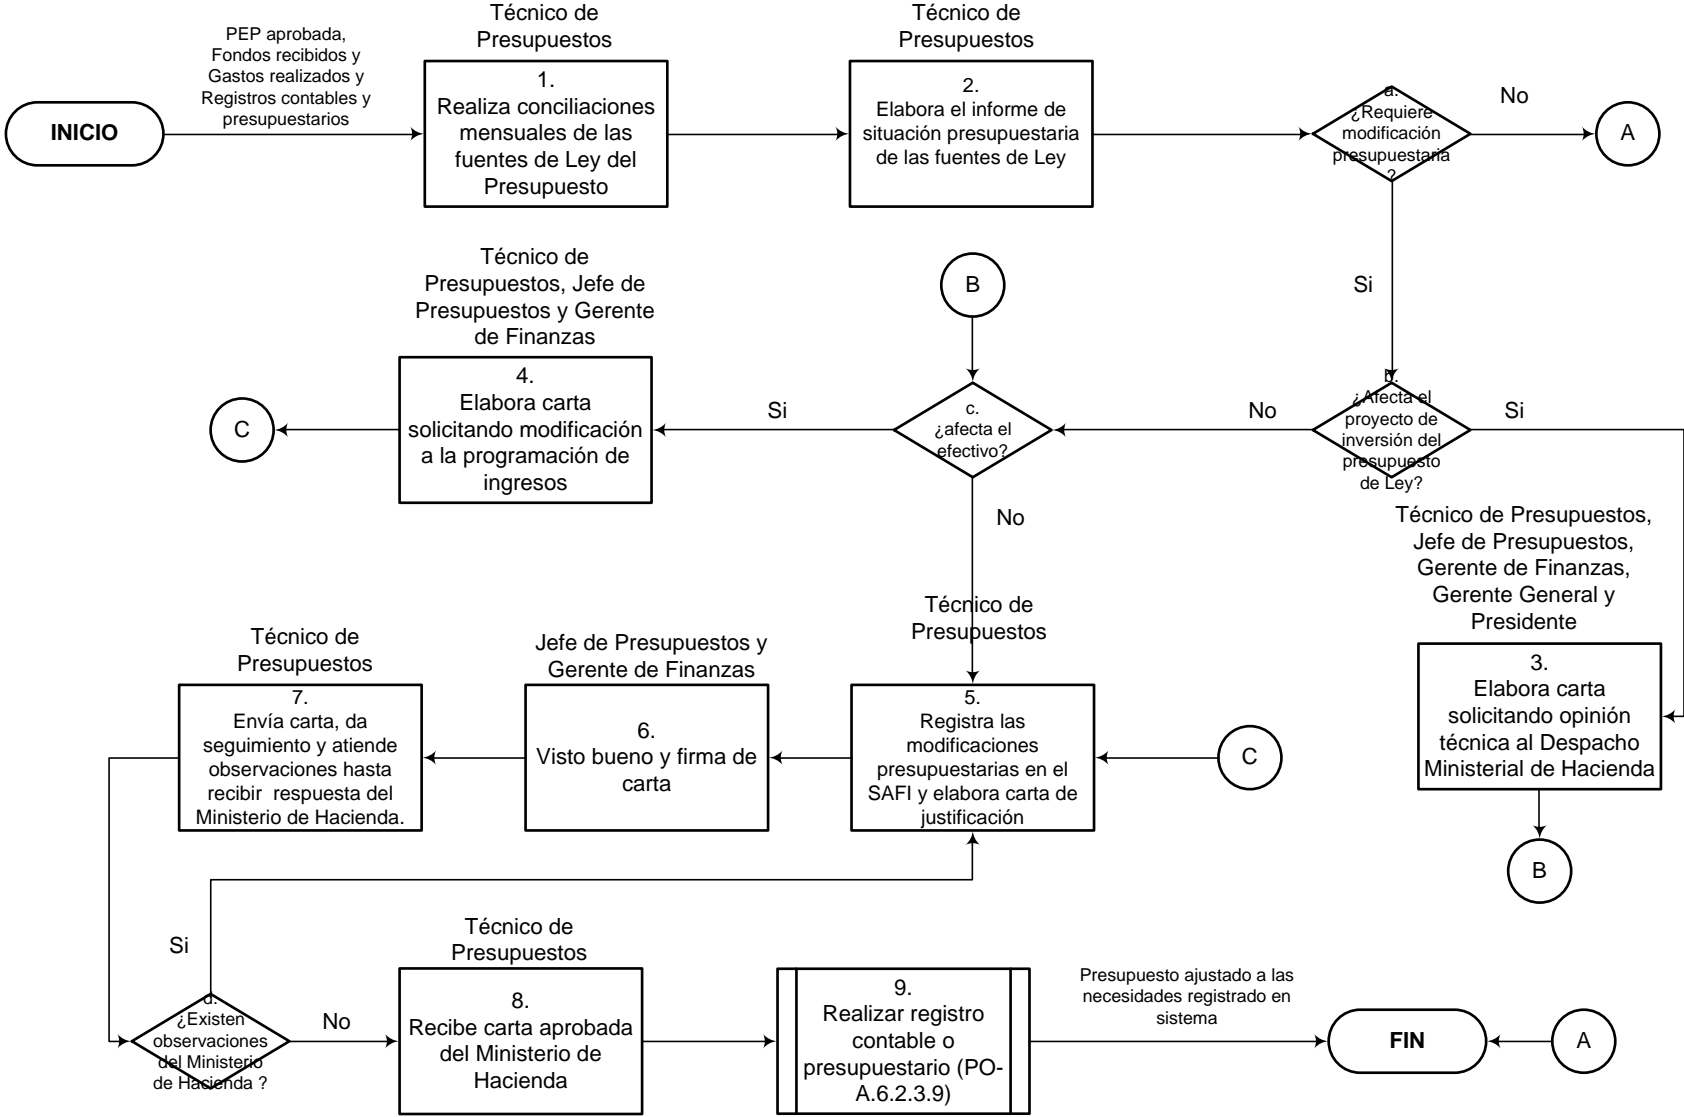 INICIO
PEP aprobada,
Fondos recibidos y
Gastos realizados y
Registros contables y
presupuestarios
Técnico de
Presupuestos
1.
Realiza conciliaciones
mensuales de las
fuentes de Ley del
Presupuesto
Técnico de
Presupuestos
2.
Elabora el informe de
situación presupuestaria
de las fuentes de Ley
a.
¿Requiere
modificación
presupuestaria
?
No
A
Si
Técnico de
Presupuestos, Jefe de
Presupuestos y Gerente
de Finanzas
4.
Elabora carta
solicitando modificación
a la programación de
ingresos
C
Si
B
c.
¿afecta el
efectivo?
No
No
b.
¿Afecta el
proyecto de
inversión del
presupuesto
de Ley?
Si
Técnico de Presupuestos,
Jefe de Presupuestos,
Gerente de Finanzas,
Gerente General y
Presidente
3.
Elabora carta
solicitando opinión
técnica al Despacho
Ministerial de Hacienda
B
Técnico de
Presupuestos
7.
Envía carta, da
seguimiento y atiende
observaciones hasta
recibir respuesta del
Ministerio de Hacienda.
Jefe de Presupuestos y
Gerente de Finanzas
6.
Visto bueno y firma de
carta
Técnico de
Presupuestos
5.
Registra las
modificaciones
presupuestarias en el
SAFI y elabora carta de
justificación
C
Si
d.
¿Existen
observaciones
del Ministerio
de Hacienda ?
No
Técnico de
Presupuestos
8.
Recibe carta aprobada
del Ministerio de
Hacienda
9.
Realizar registro
contable o
presupuestario (PO-
A.6.2.3.9)
Presupuesto ajustado a las
necesidades registrado en
sistema
FIN
A